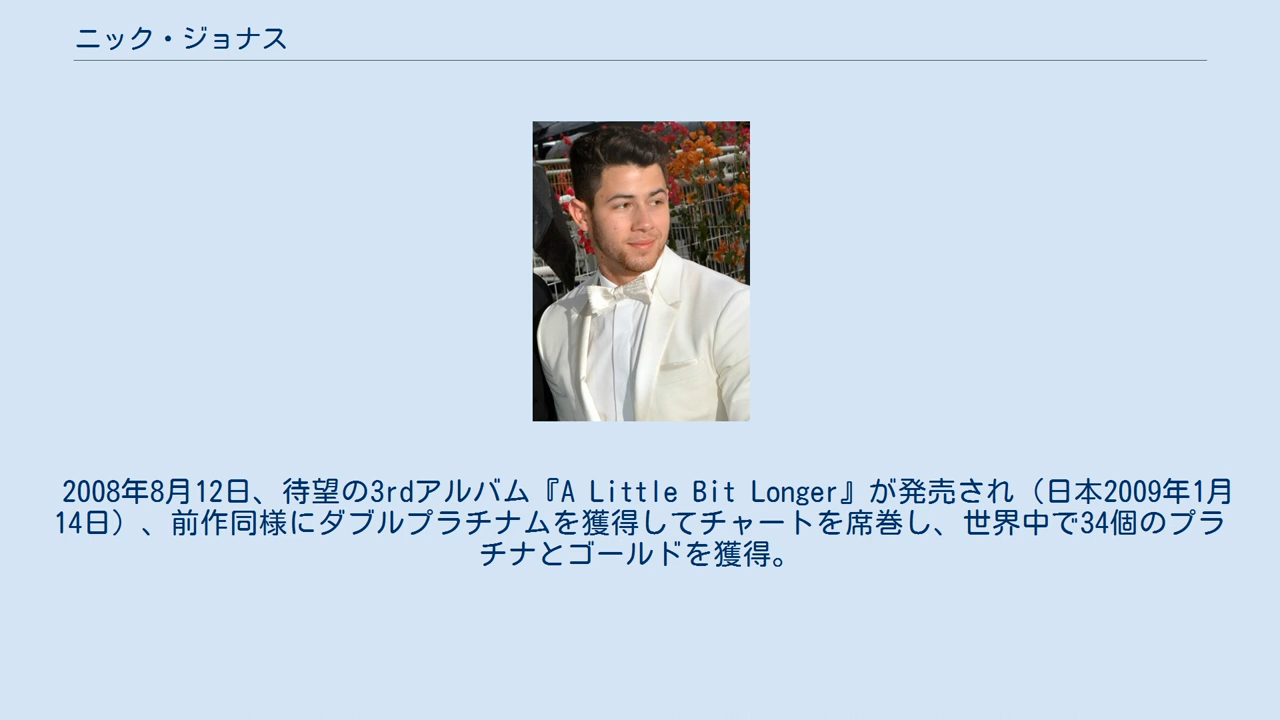 ニック・ジョナス
2008年8月12日、待望の3rdアルバム『A Little Bit Longer』が発売され（日本2009年1月
14日）、前作同様にダブルプラチナムを獲得してチャートを席巻し、世界中で34個のプラ
チナとゴールドを獲得。